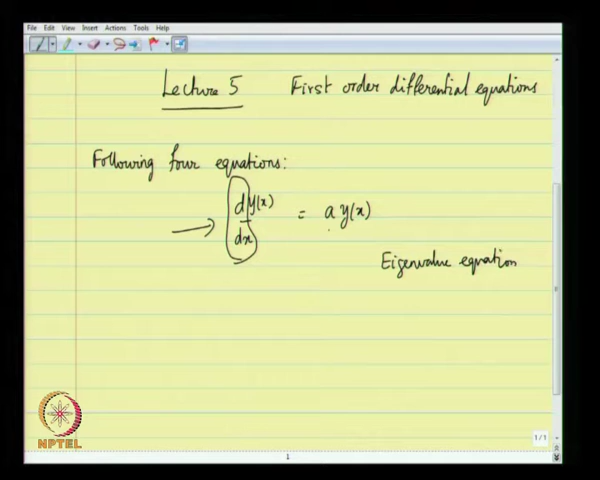 File Edit View Insert Actions Tools Help
Lecture 5 First order differential equations
Following four equations:
dy(x)/dx = a y(x)
Eigenvalue equation
NPTEL
1/1
1